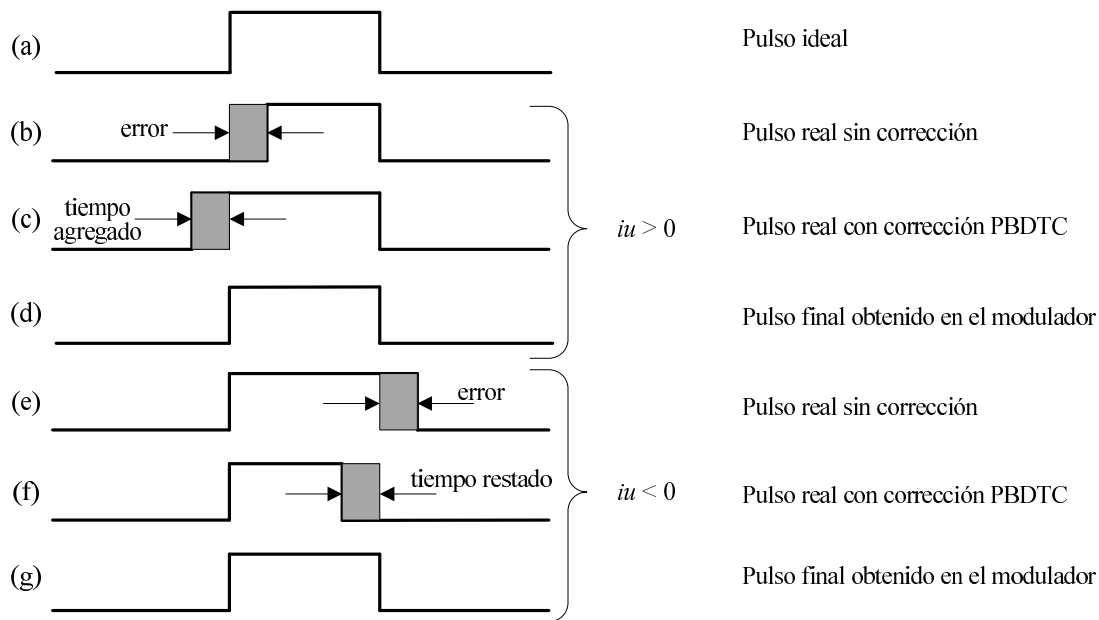 (a)
Pulso ideal
(b)
error
Pulso real sin corrección
(c)
tiempo
agregado
iu > 0
Pulso real con corrección PBDTC
(d)
Pulso final obtenido en el modulador
(e)
error
Pulso real sin corrección
(f)
tiempo restado
iu < 0
Pulso real con corrección PBDTC
(g)
Pulso final obtenido en el modulador